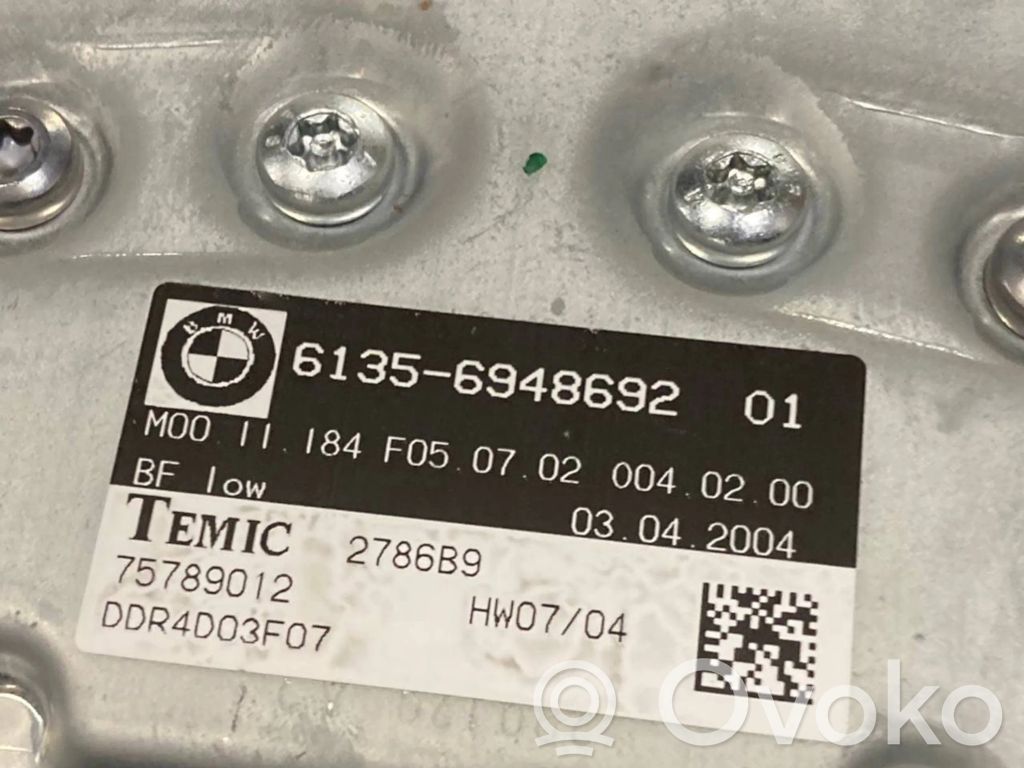 BMW
6135-6948692 01
M00.11.184 F05.07.02 004.02.00
BF low 03.04.2004
TEMIC 2786B9
75789012
DDR4D03F07 HW07/04
Ovoko